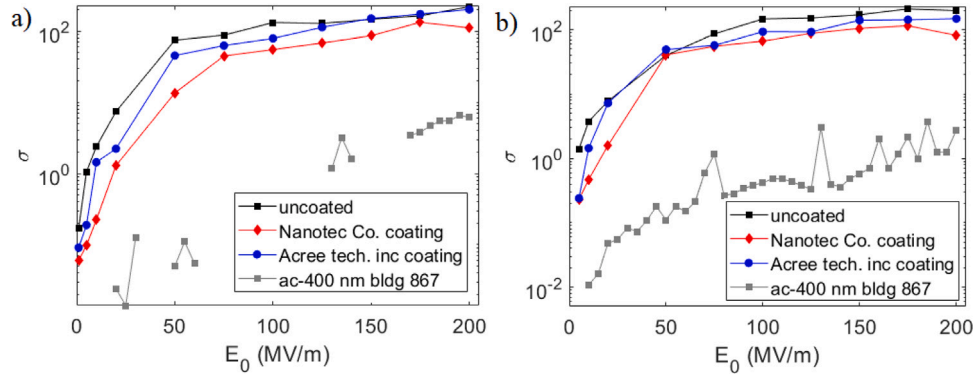 a)
10^2
10^0
σ
uncoated
Nanotec Co. coating
Acree tech. inc coating
ac-400 nm bldg 867
0 50 100 150 200
E_0 (MV/m)
b)
10^2
10^0
10^-2
σ
uncoated
Nanotec Co. coating
Acree tech. inc coating
ac-400 nm bldg 867
0 50 100 150 200
E_0 (MV/m)